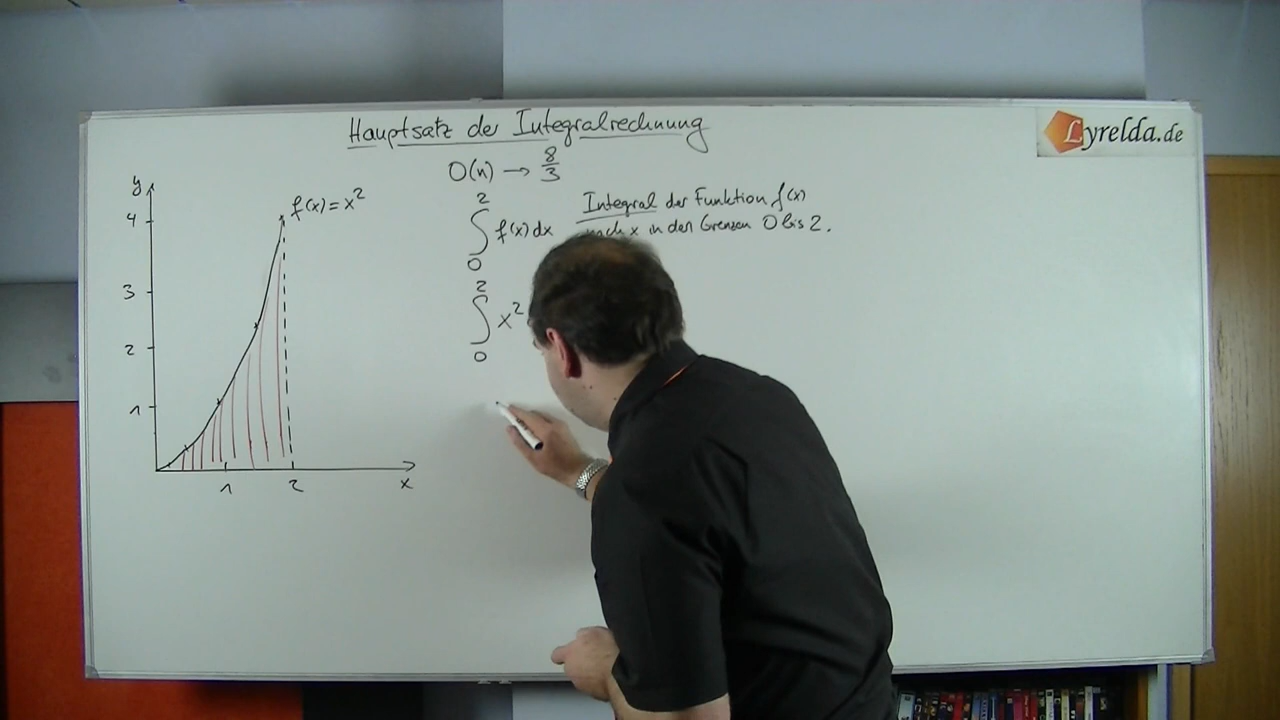 Hauptsatz der Integralrechnung
Lyrelda.de
O(n) → 8/3
2
∫ f(x) dx
0
Integral der Funktion f(x)
nach x in den Grenzen 0 bis 2.
2
∫ x²
0
y
f(x) = x²
4
3
2
1
1 2 x